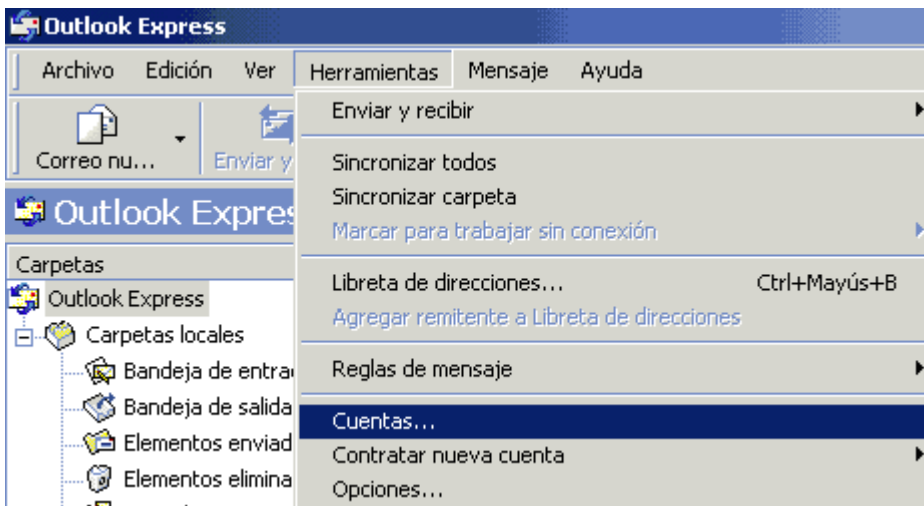 Outlook Express
Archivo Edición Ver Herramientas Mensaje Ayuda
Correo nu... Enviar y
Outlook Expres
Carpetas
Outlook Express
Carpetas locales
Bandeja de entra
Bandeja de salida
Elementos enviad
Elementos elimina
Enviar y recibir
Sincronizar todos
Sincronizar carpeta
Marcar para trabajar sin conexión
Libreta de direcciones... Ctrl+Mayús+B
Agregar remitente a Libreta de direcciones
Reglas de mensaje
Cuentas...
Contratar nueva cuenta
Opciones...